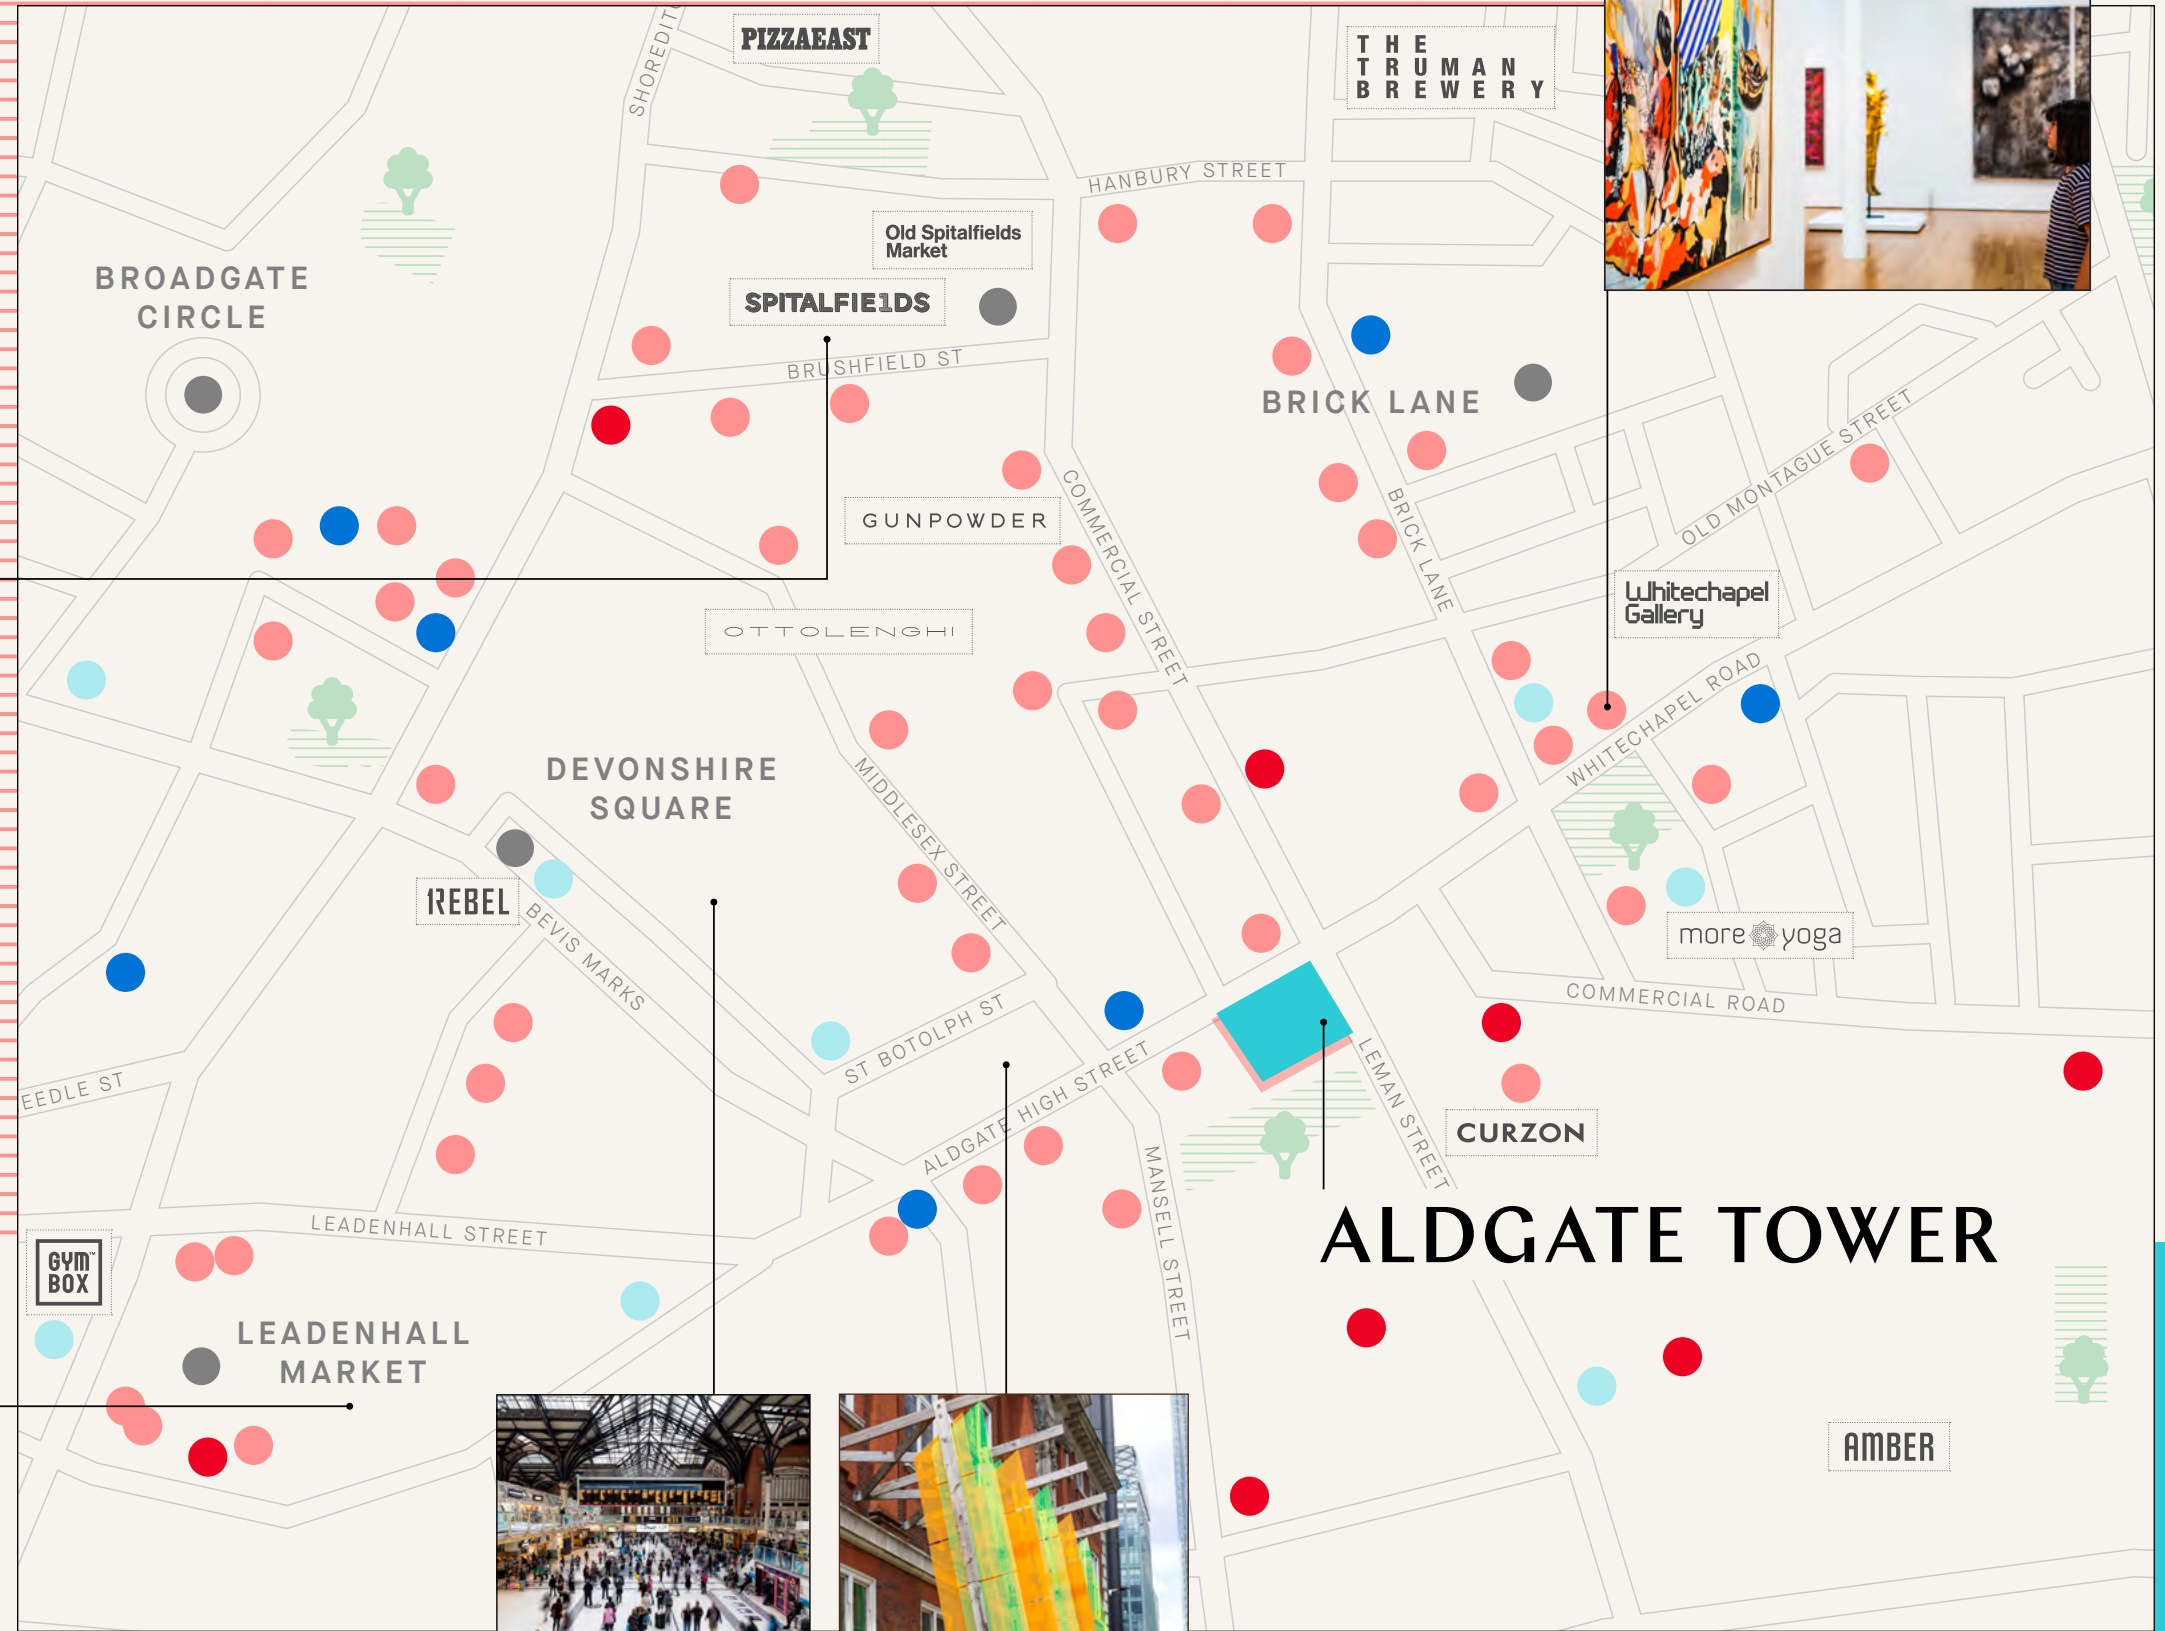 PIZZAEAST
THE
TRUMAN
BREWERY
HANBURY STREET
Old Spitalfields
Market
SPITALFIE1DS
BROADGATE
CIRCLE
BRUSHFIELD ST
BRICK LANE
OLD MONTAGUE STREET
GUNPOWDER
COMMERCIAL STREET
BRICK LANE
Whitechapel
Gallery
OTTOLENGHI
WHITECHAPEL ROAD
DEVONSHIRE
SQUARE
MIDDLESEX STREET
1REBEL
BEVIS MARKS
more yoga
COMMERCIAL ROAD
ST BOTOLPH ST
ALDGATE HIGH STREET
LEMAN STREET
EEDLE ST
CURZON
MANSELL STREET
ALDGATE TOWER
LEADENHALL STREET
GYM™
BOX
LEADENHALL
MARKET
AMBER